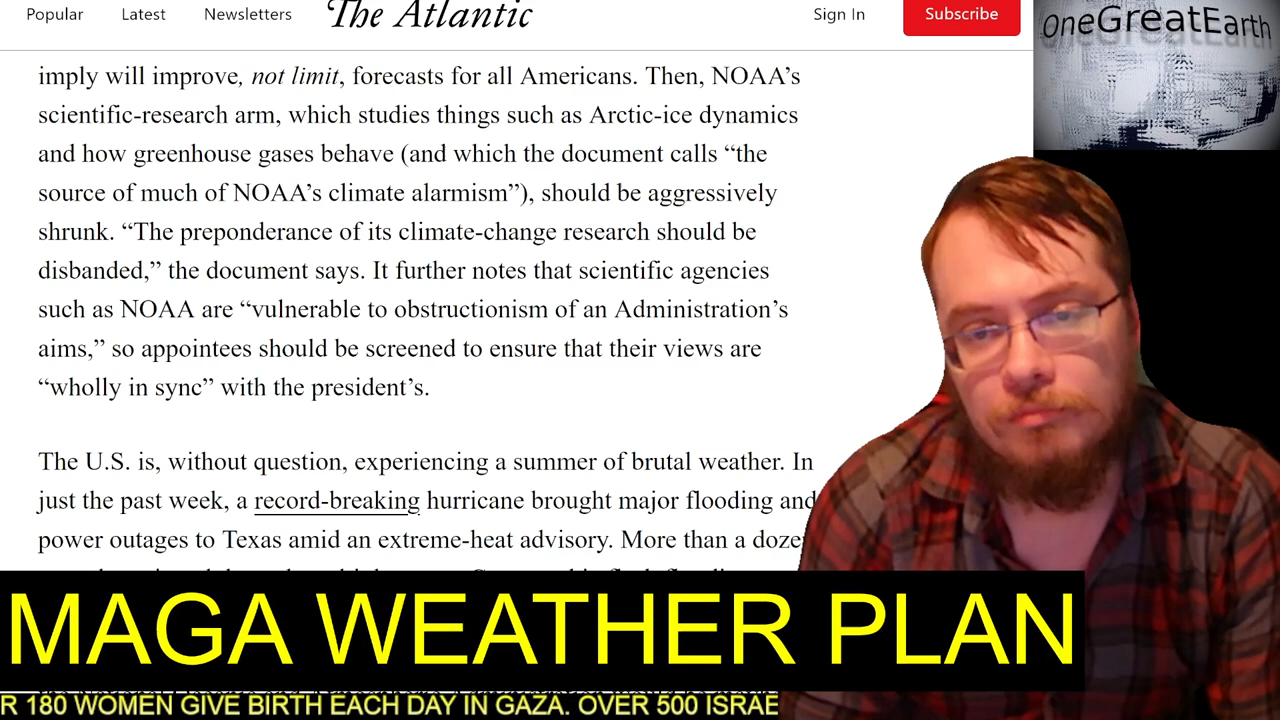 Popular Latest Newsletters The Atlantic Sign In Subscribe
OneGreatEarth
imply will improve, not limit, forecasts for all Americans. Then, NOAA’s
scientific-research arm, which studies things such as Arctic-ice dynamics
and how greenhouse gases behave (and which the document calls “the
source of much of NOAA’s climate alarmism”), should be aggressively
shrunk. “The preponderance of its climate-change research should be
disbanded,” the document says. It further notes that scientific agencies
such as NOAA are “vulnerable to obstructionism of an Administration’s
aims,” so appointees should be screened to ensure that their views are
“wholly in sync” with the president’s.
The U.S. is, without question, experiencing a summer of brutal weather. In
just the past week, a record-breaking hurricane brought major flooding and
power outages to Texas amid an extreme-heat advisory. More than a doze
MAGA WEATHER PLAN
R 180 WOMEN GIVE BIRTH EACH DAY IN GAZA. OVER 500 ISRAE